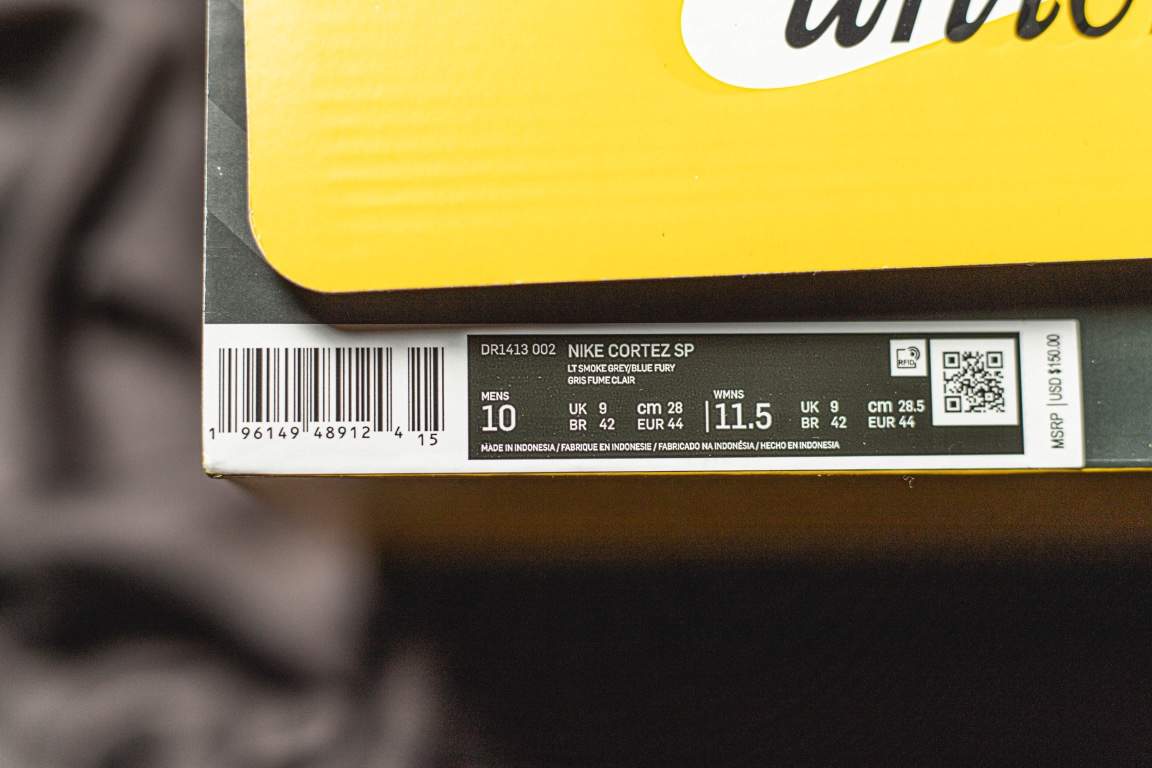 DR1413 002 NIKE CORTEZ SP
LT SMOKE GREY/BLUE FURY
GRIS FUME CLAIR
MENS
10
UK 9
BR 42
cm 28
EUR 44
WMNS
11.5
UK 9
BR 42
cm 28.5
EUR 44
MADE IN INDONESIA / FABRIQUE EN INDONESIE / FABRICADO NA INDONÉSIA / HECHO EN INDONESIA
RFID
MSRP | USD $150.00
1 96149 48912 4 15